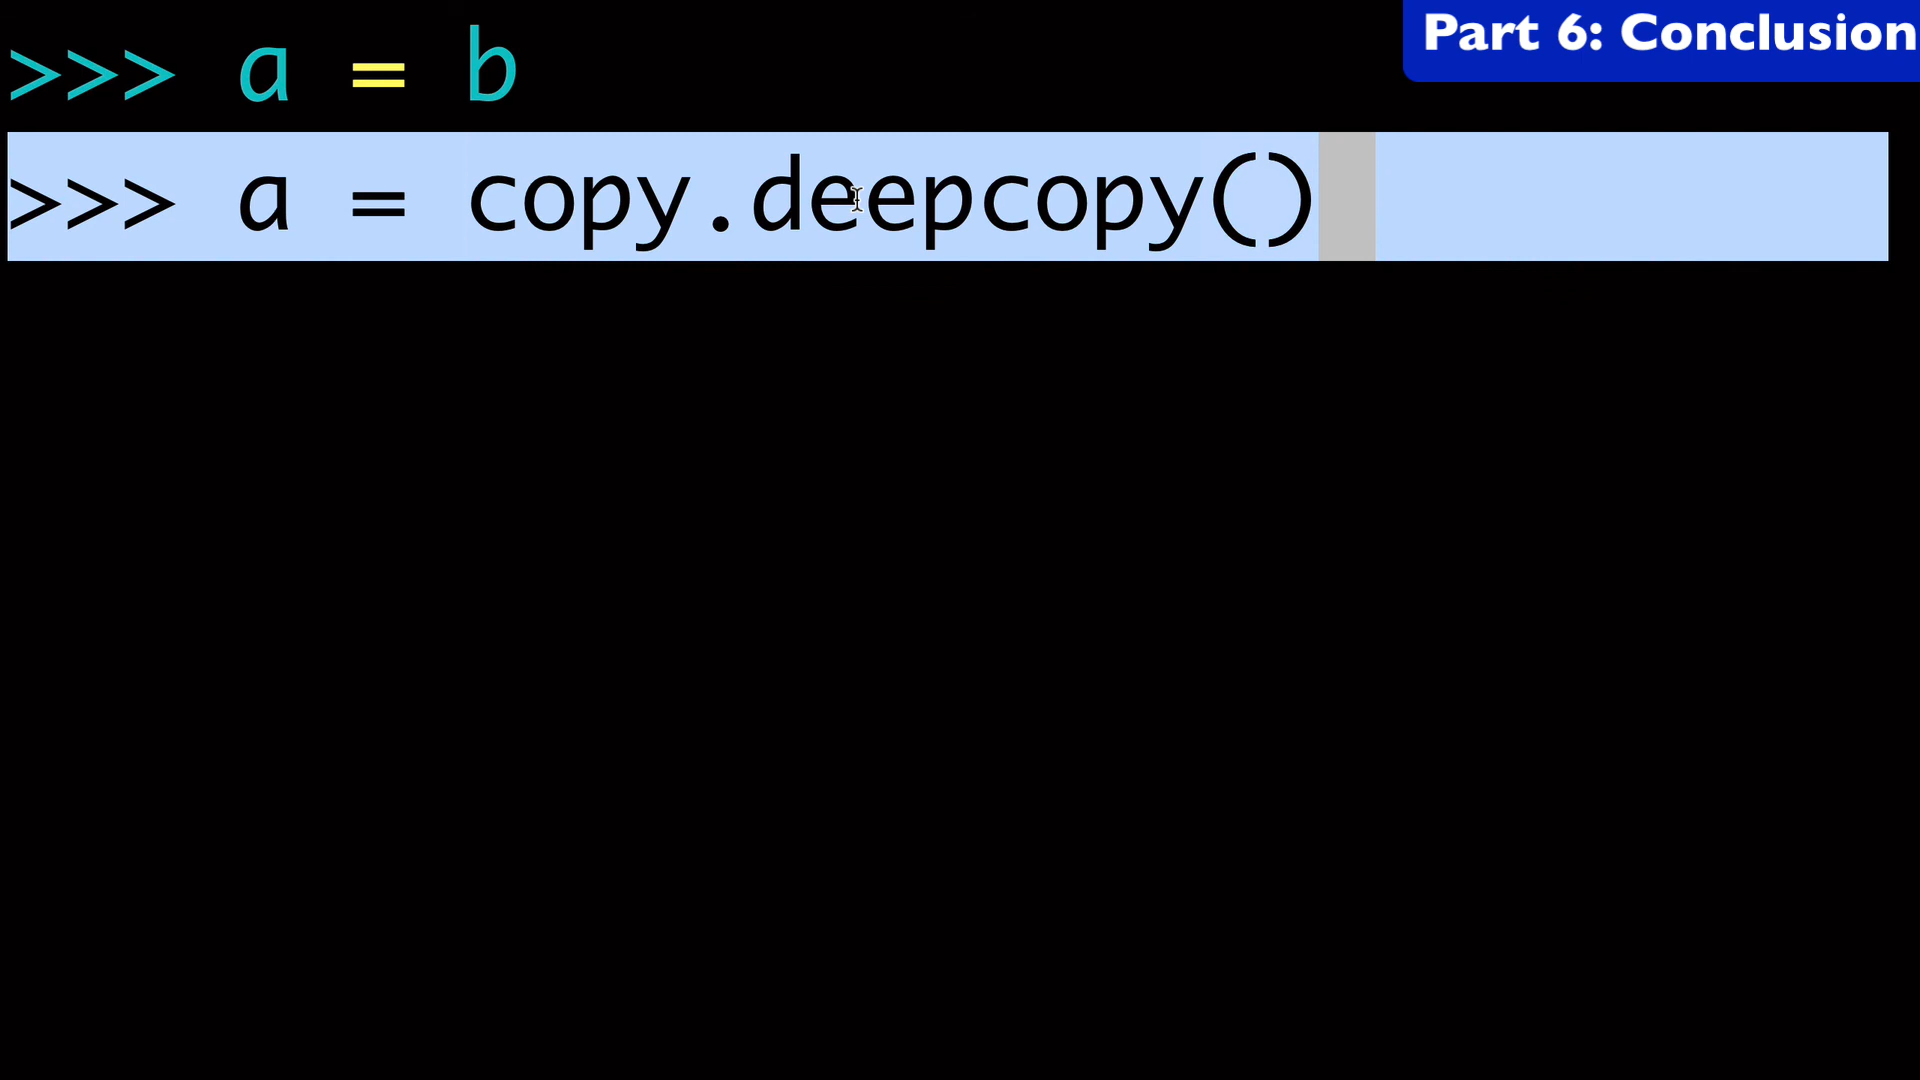 >>> a = b
Part 6: Conclusion
>>> a = copy.deepcopy()